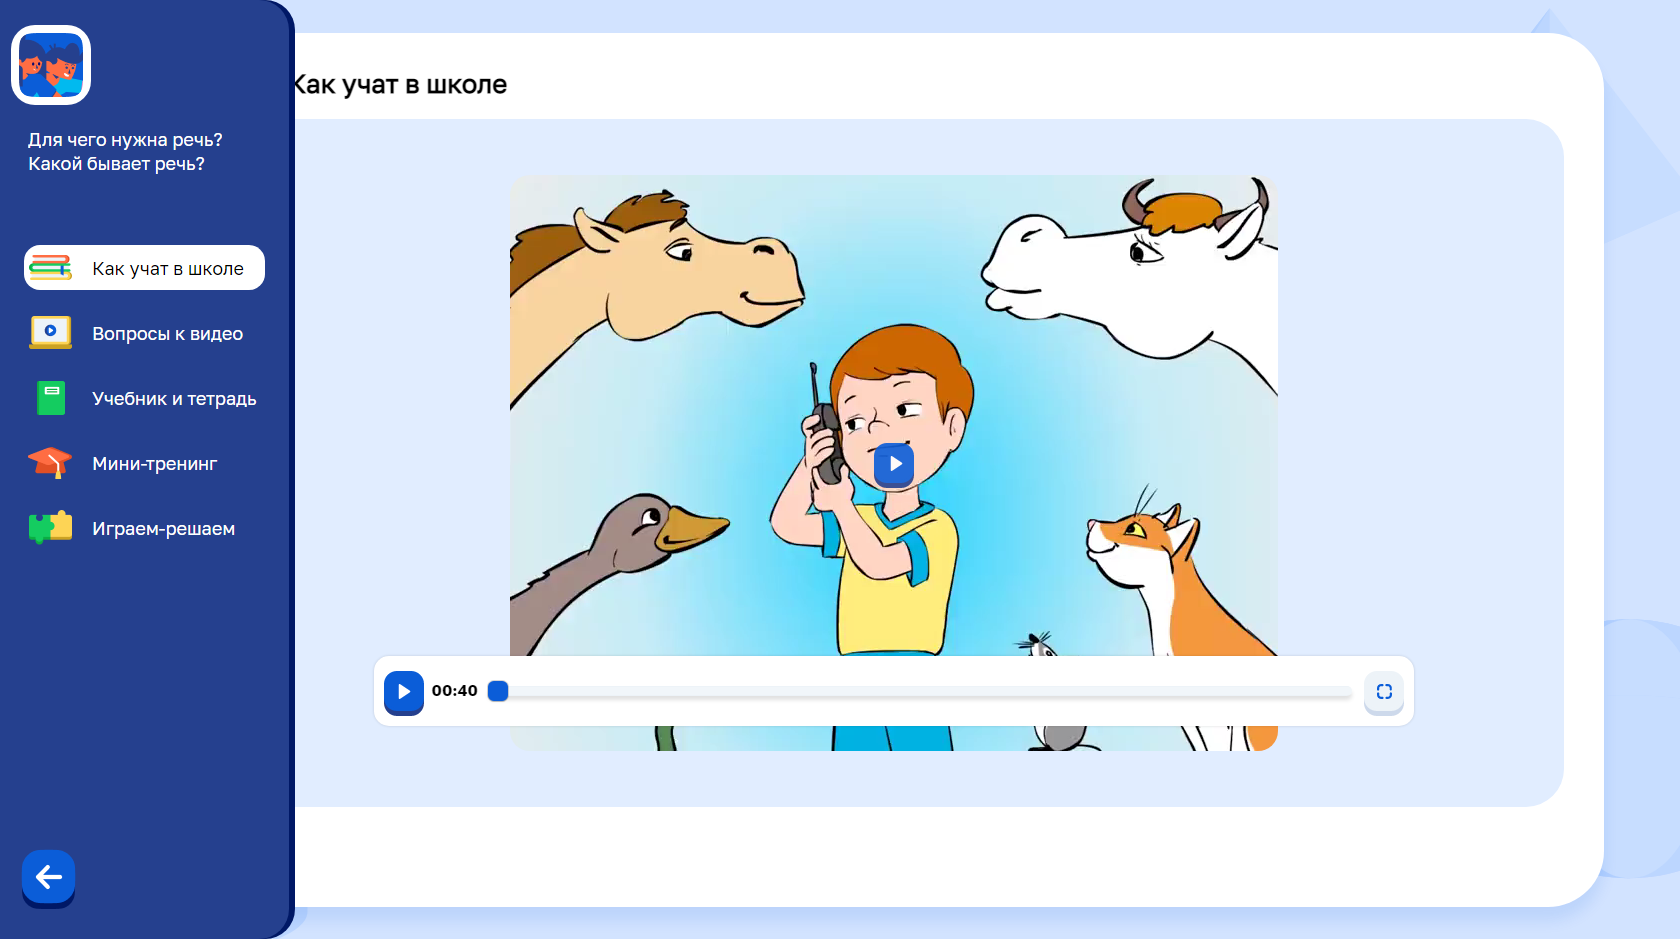 Для чего нужна речь?
Какой бывает речь?
Как учат в школе
Вопросы к видео
Учебник и тетрадь
Мини-тренинг
Играем-решаем
Как учат в школе
00:40